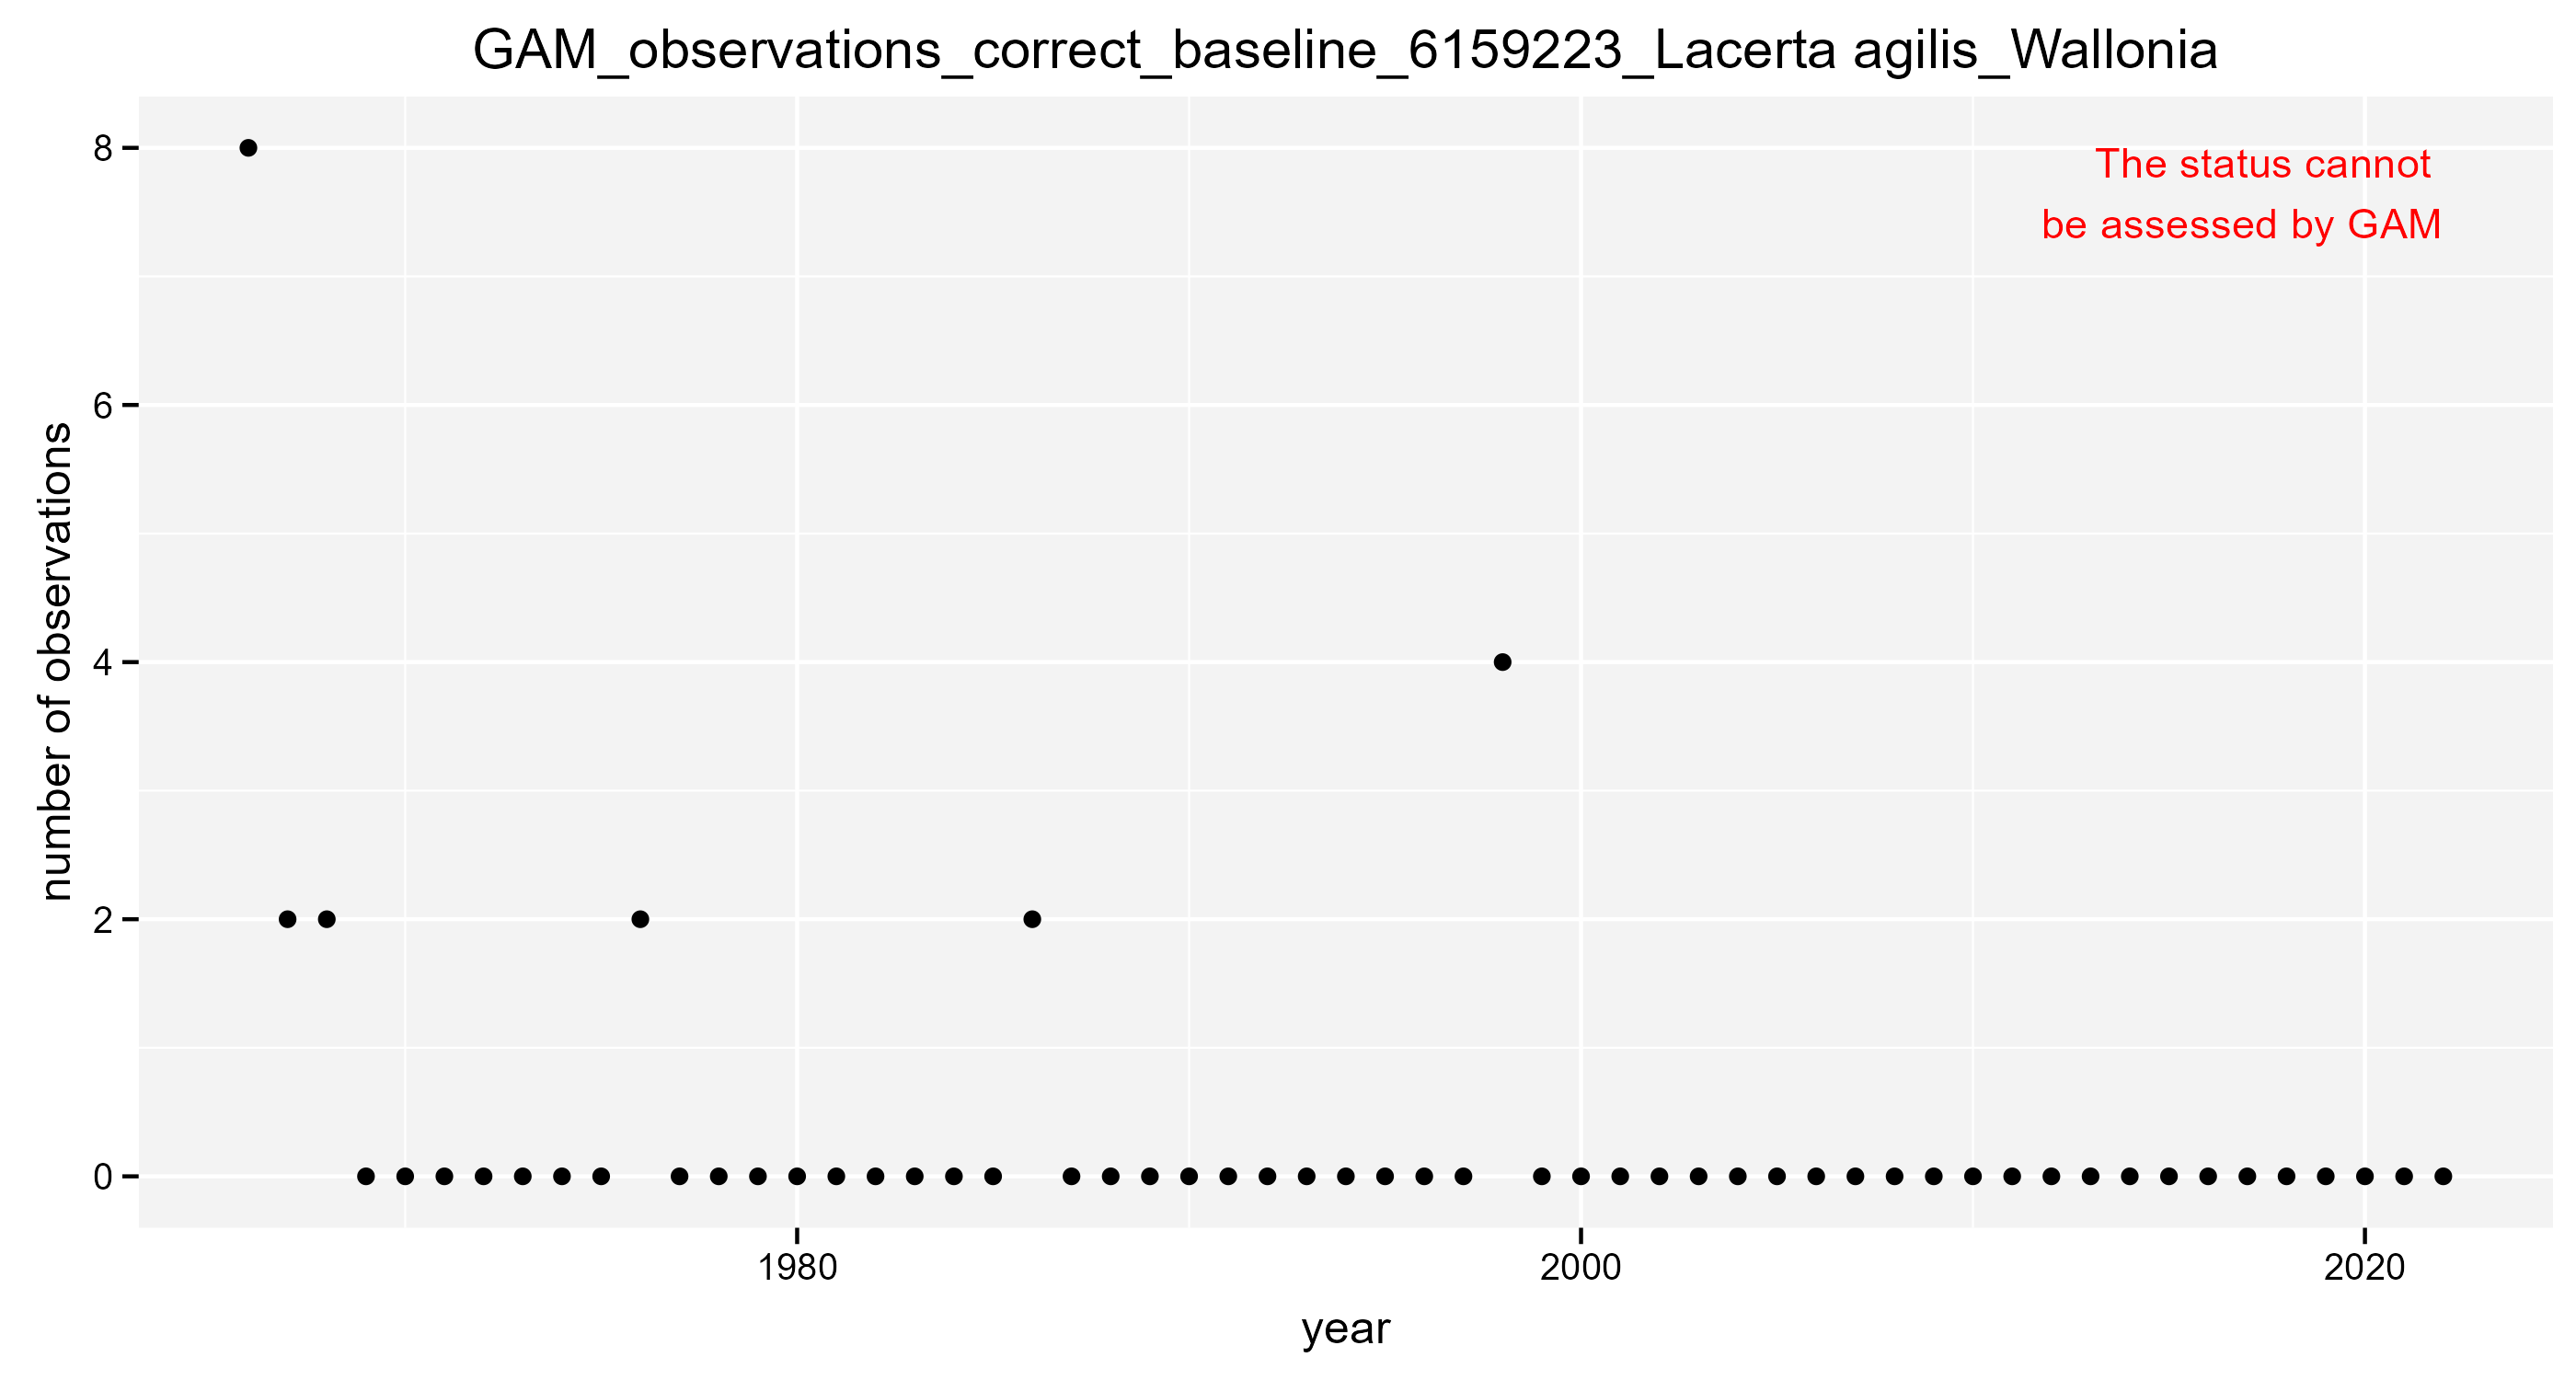 GAM_observations_correct_baseline_6159223_Lacerta agilis_Wallonia
The status cannot
be assessed by GAM
number of observations
8
6
4
2
0
1980
2000
2020
year